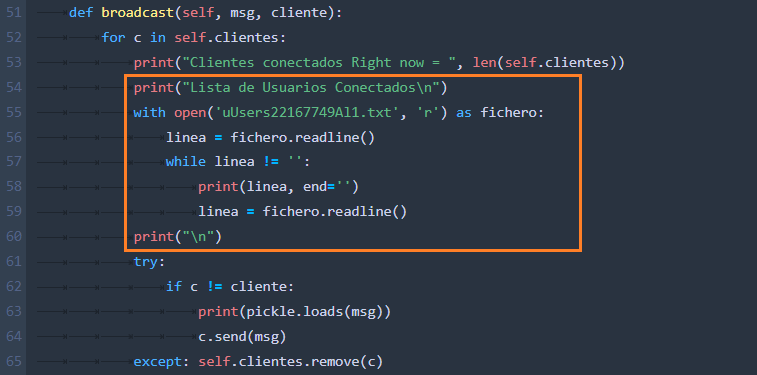 51 def broadcast(self, msg, cliente):
52 for c in self.clientes:
53 print("Clientes conectados Right now = ", len(self.clientes))
54 print("Lista de Usuarios Conectados\n")
55 with open('uUsers22167749Al1.txt', 'r') as fichero:
56 linea = fichero.readline()
57 while linea != '':
58 print(linea, end='')
59 linea = fichero.readline()
60 print("\n")
61 try:
62 if c != cliente:
63 print(pickle.loads(msg))
64 c.send(msg)
65 except: self.clientes.remove(c)